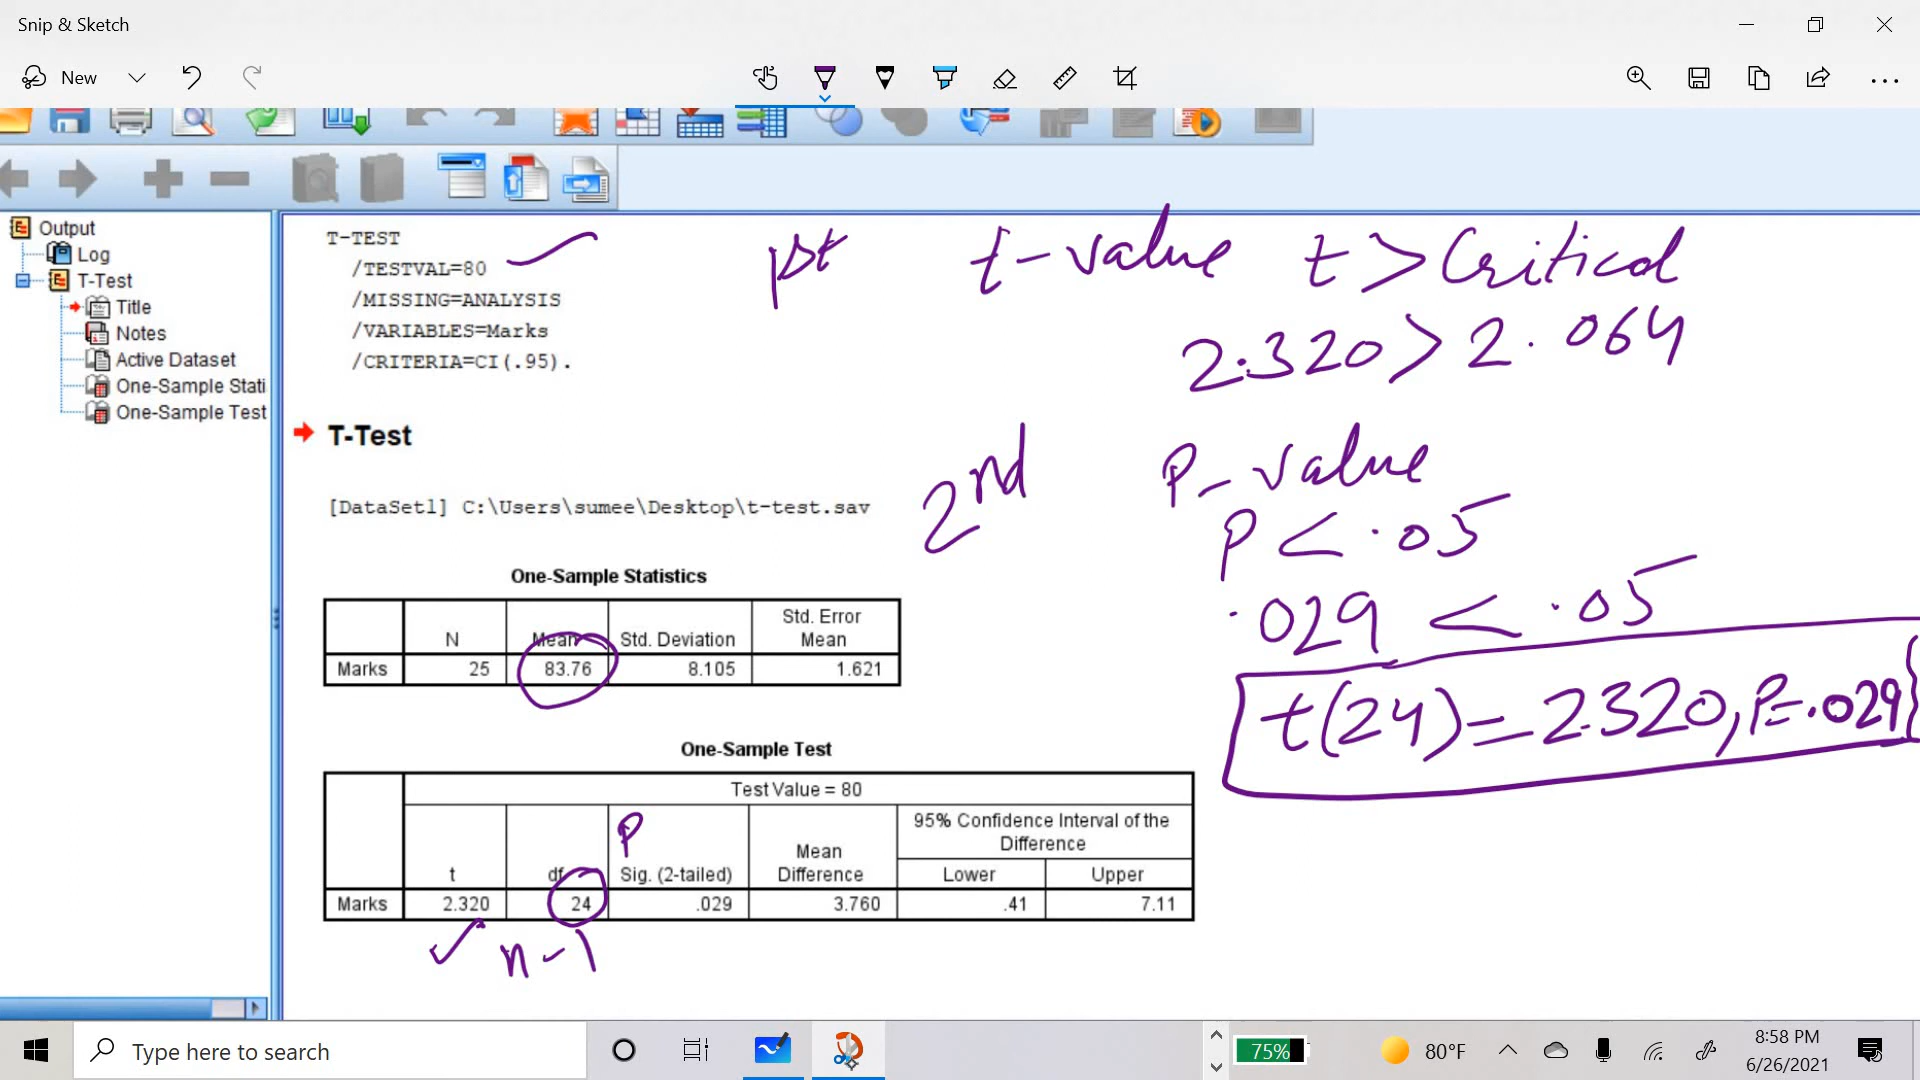 Snip & Sketch
New
Output
Log
T-Test
Title
Notes
Active Dataset
One-Sample Stati
One-Sample Test
T-TEST
/TESTVAL=80
/MISSING=ANALYSIS
/VARIABLES=Marks
/CRITERIA=CI(.95).
t-value t > Critical
2.320 > 2.064
T-Test
2nd
P-value
P < .05
.029 < .05
t(24)=2.320, P=.029
[DataSet1] C:\Users\sumee\Desktop\t-test.sav
One-Sample Statistics
N Mean Std. Deviation Std. Error Mean
Marks 25 83.76 8.105 1.621
One-Sample Test
Test Value = 80
P
t df Sig. (2-tailed) Mean Difference 95% Confidence Interval of the Difference
Lower Upper
Marks 2.320 24 .029 3.760 .41 7.11
n-1
Type here to search
75%
80°F
8:58 PM
6/26/2021